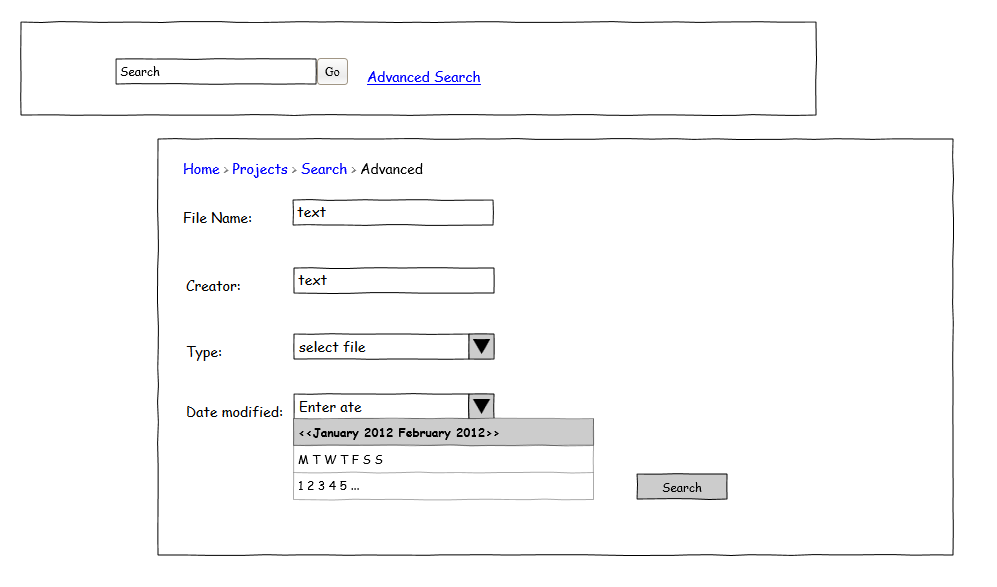 Search Go Advanced Search
Home > Projects > Search > Advanced
File Name: text
Creator: text
Type: select file
Date modified: Enter ate
<<January 2012 February 2012>>
M T W T F S S
1 2 3 4 5 ...
Search